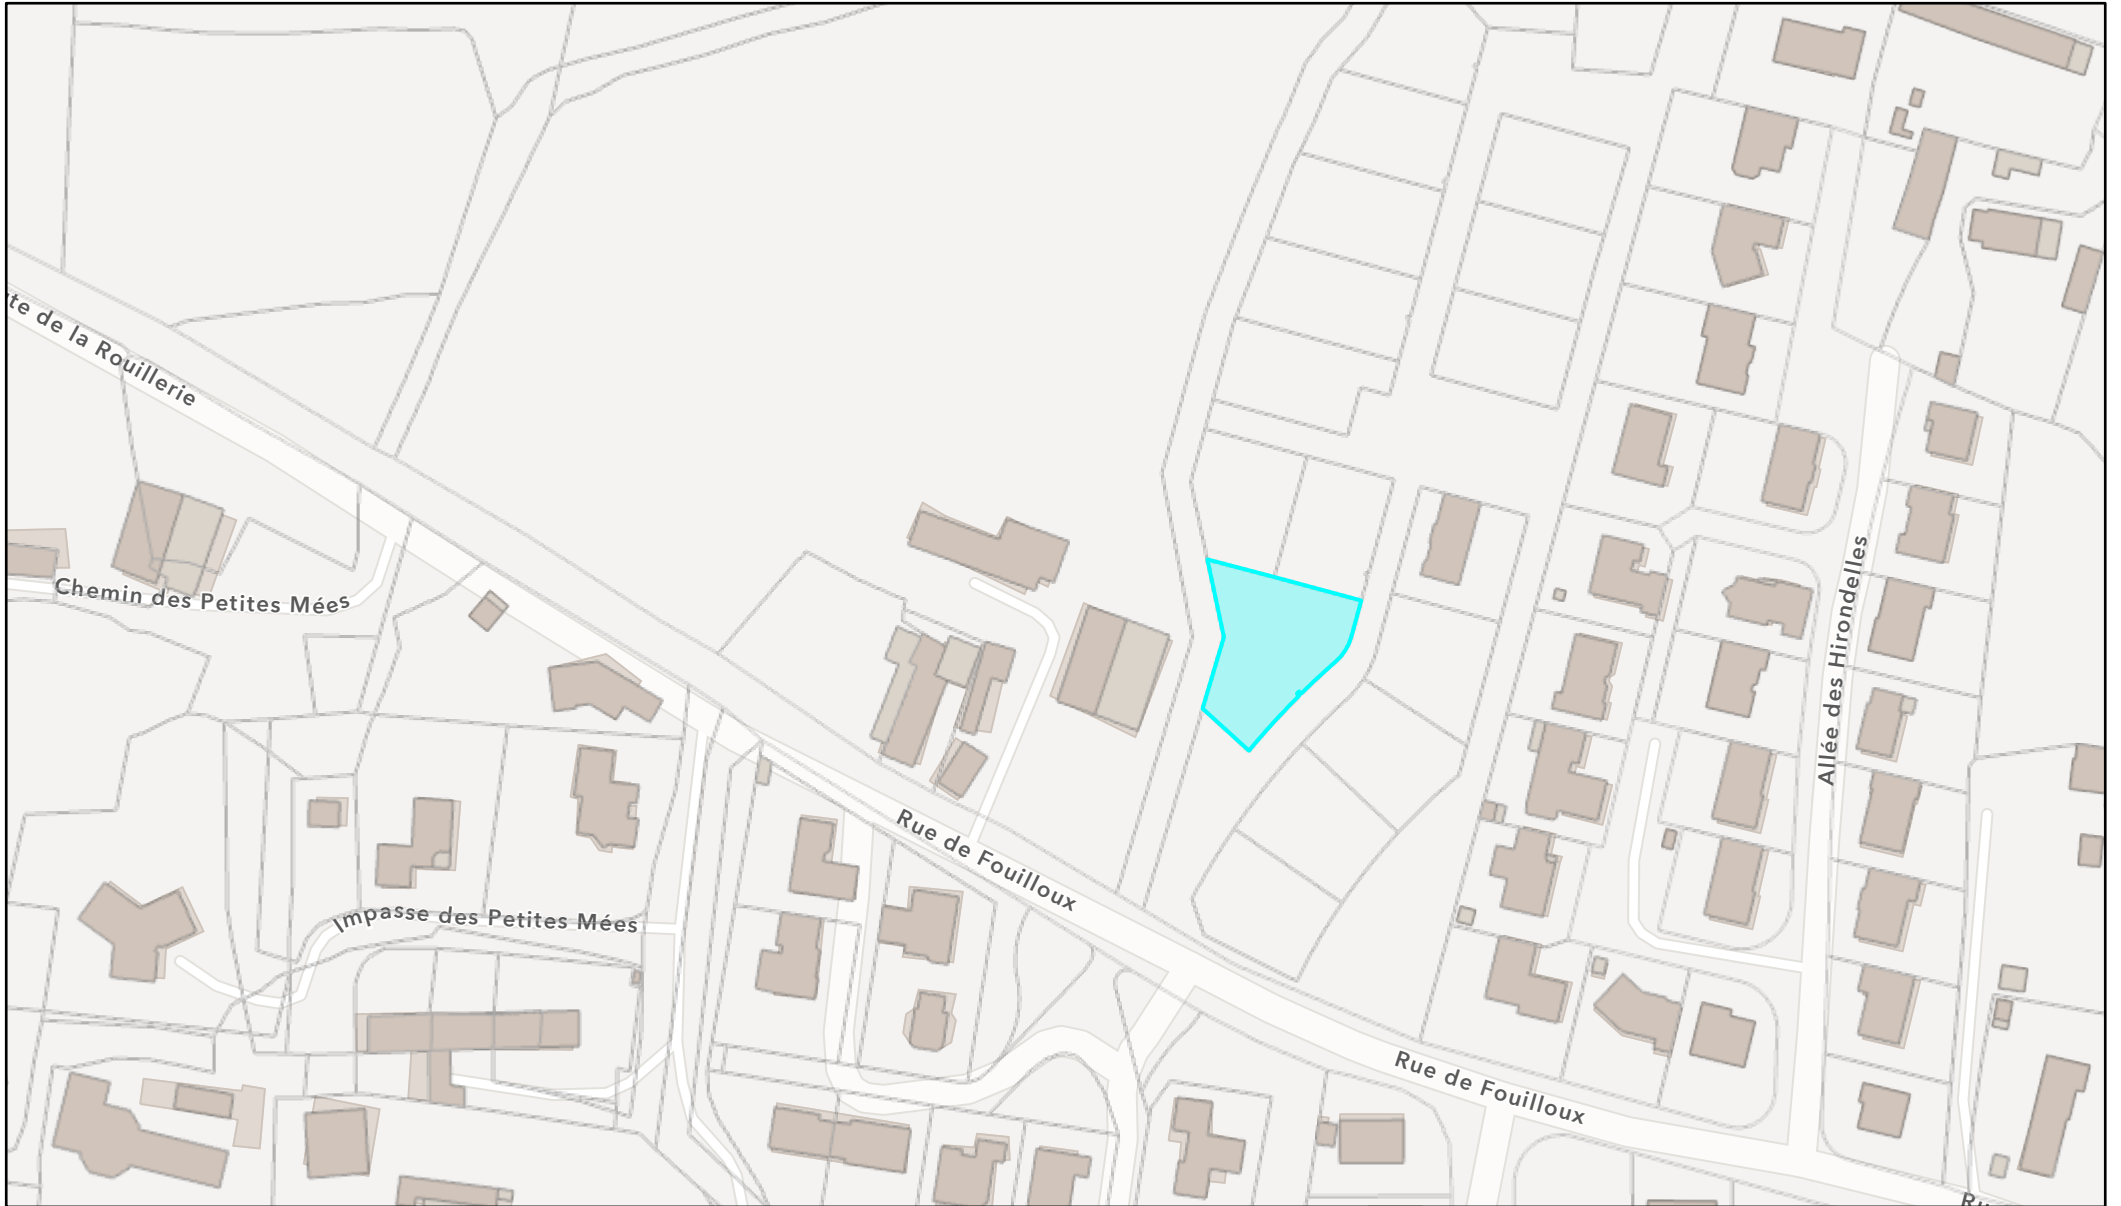 te de la Rouillerie
Chemin des Petites Mées
Allée des Hirondelles
Rue de Fouilloux
Impasse des Petites Mées
Rue de Fouilloux